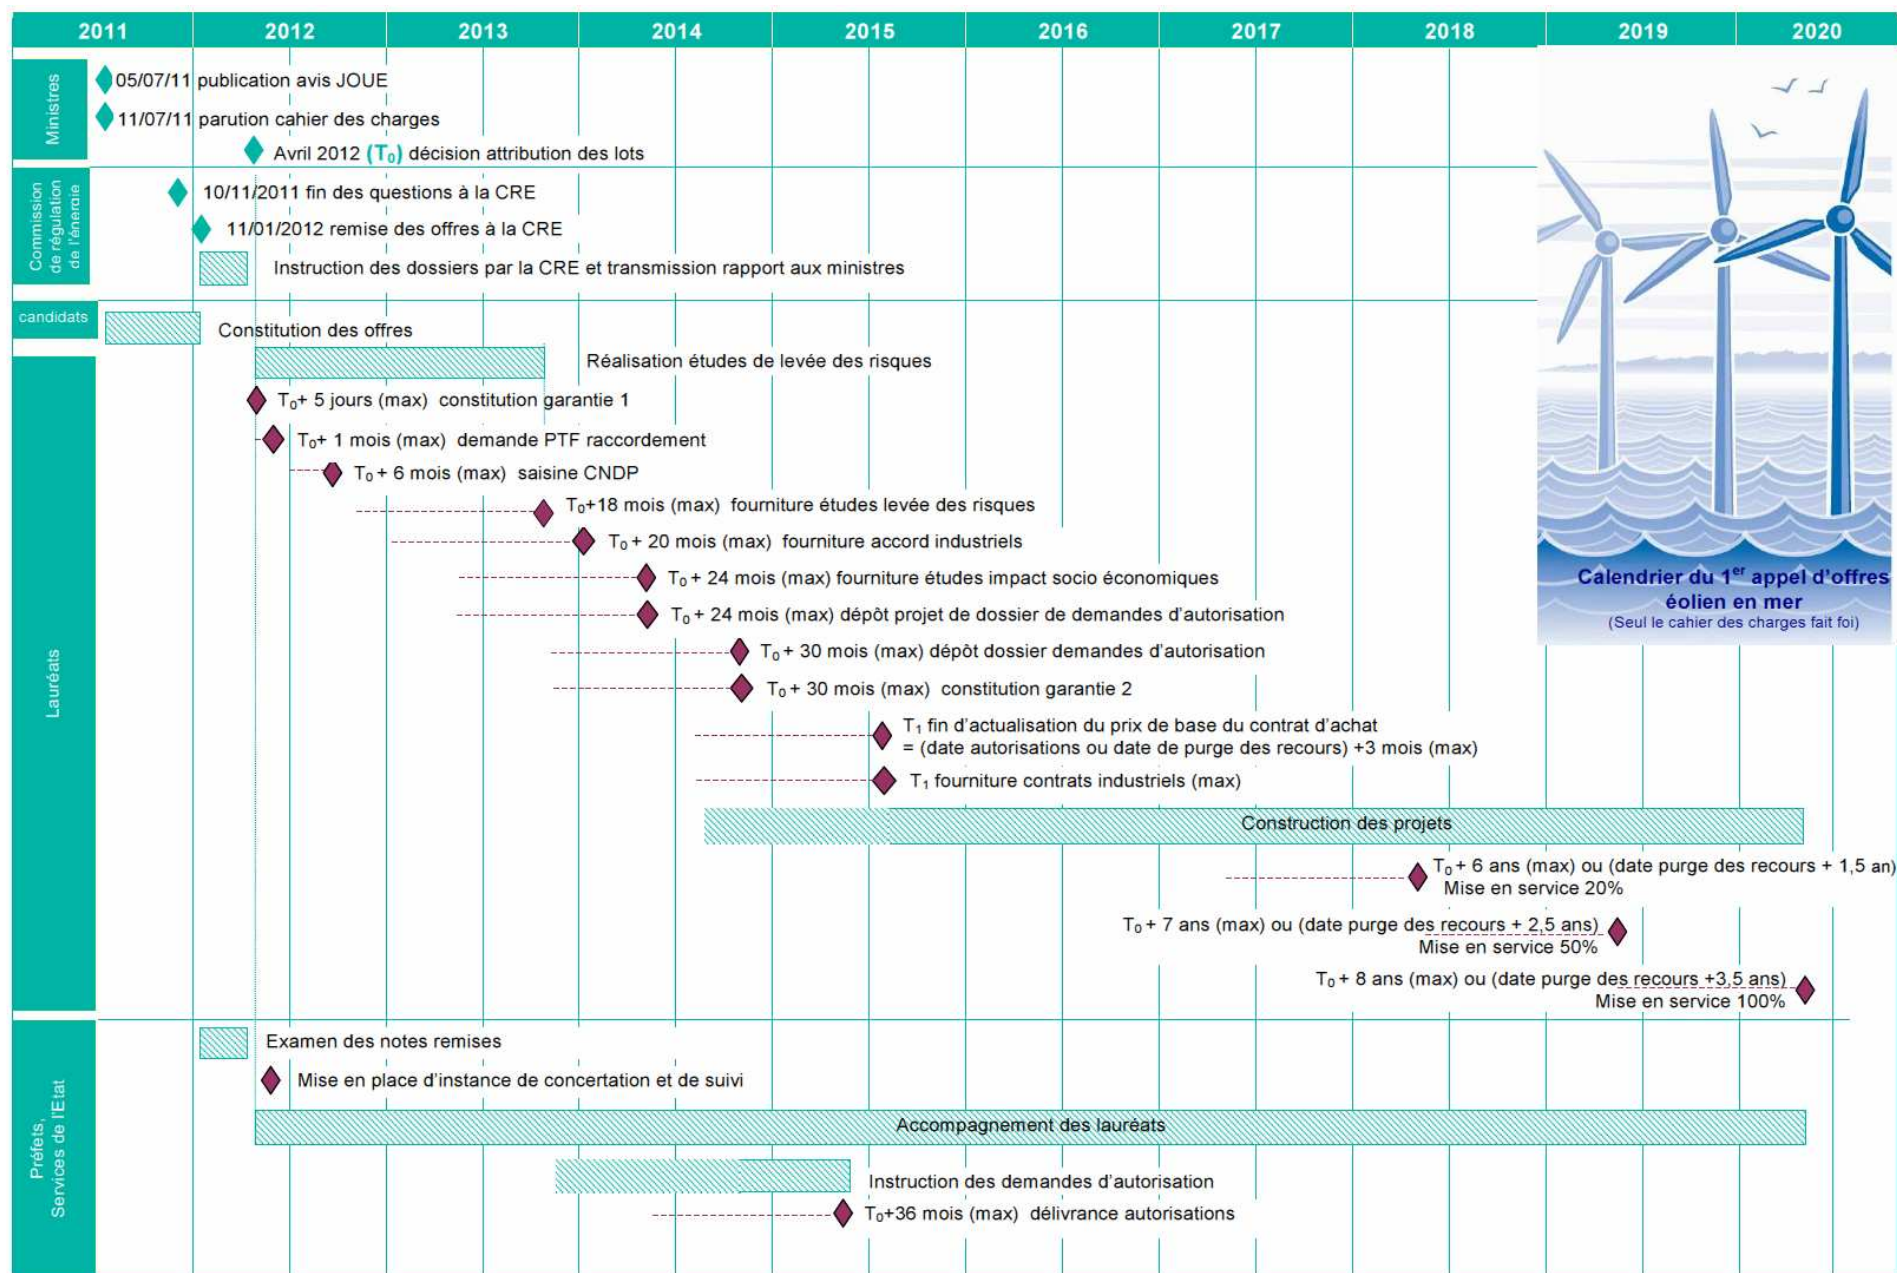 2011 2012 2013 2014 2015 2016 2017 2018 2019 2020
Ministres
05/07/11 publication avis JOUE
11/07/11 parution cahier des charges
Avril 2012 (T₀) décision attribution des lots
Commission
de régulation
de l'éneraie
10/11/2011 fin des questions à la CRE
11/01/2012 remise des offres à la CRE
Instruction des dossiers par la CRE et transmission rapport aux ministres
candidats
Constitution des offres
Lauréats
Réalisation études de levée des risques
T₀+ 5 jours (max) constitution garantie 1
T₀+ 1 mois (max) demande PTF raccordement
T₀ + 6 mois (max) saisine CNDP
T₀+18 mois (max) fourniture études levée des risques
T₀ + 20 mois (max) fourniture accord industriels
T₀ + 24 mois (max) fourniture études impact socio économiques
T₀ + 24 mois (max) dépôt projet de dossier de demandes d'autorisation
T₀ + 30 mois (max) dépòt dossier demandes d'autorisation
T₀ + 30 mois (max) constitution garantie 2
T₁ fin d'actualisation du prix de base du contrat d'achat
= (date autorisations ou date de purge des recours) +3 mois (max)
T₁ fourniture contrats industriels (max)
Construction des projets
T₀ + 6 ans (max) ou (date purge des recours + 1,5 an)
Mise en service 20%
T₀ + 7 ans (max) ou (date purge des recours + 2,5 ans)
Mise en service 50%
T₀ + 8 ans (max) ou (date purge des recours +3,5 ans)
Mise en service 100%
Préfets,
Services de l'Etat
Examen des notes remises
Mise en place d'instance de concertation et de suivi
Accompagnement des lauréats
Instruction des demandes d'autorisation
T₀+36 mois (max) délivrance autorisations
Calendrier du 1er appel d'offres
éolien en mer
(Seul le cahier des charges fait foi)